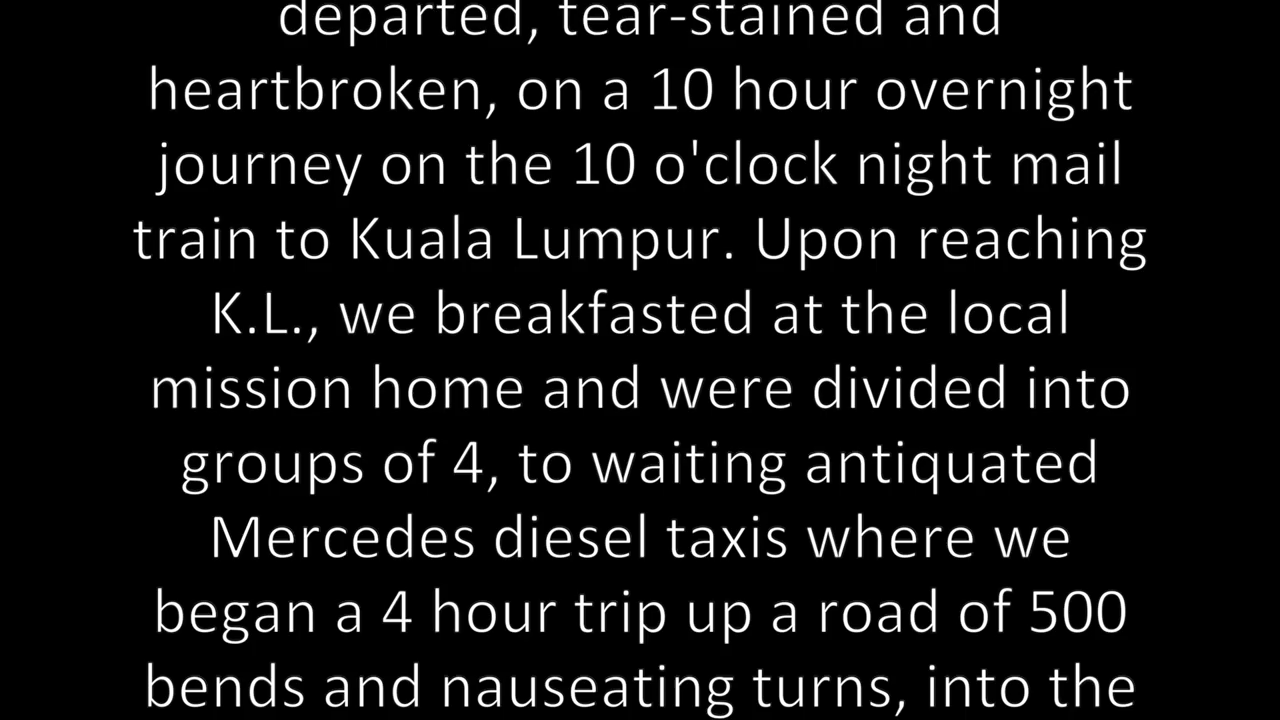 departed, tear-stained and
heartbroken, on a 10 hour overnight
journey on the 10 o'clock night mail
train to Kuala Lumpur. Upon reaching
K.L., we breakfasted at the local
mission home and were divided into
groups of 4, to waiting antiquated
Mercedes diesel taxis where we
began a 4 hour trip up a road of 500
bends and nauseating turns, into the